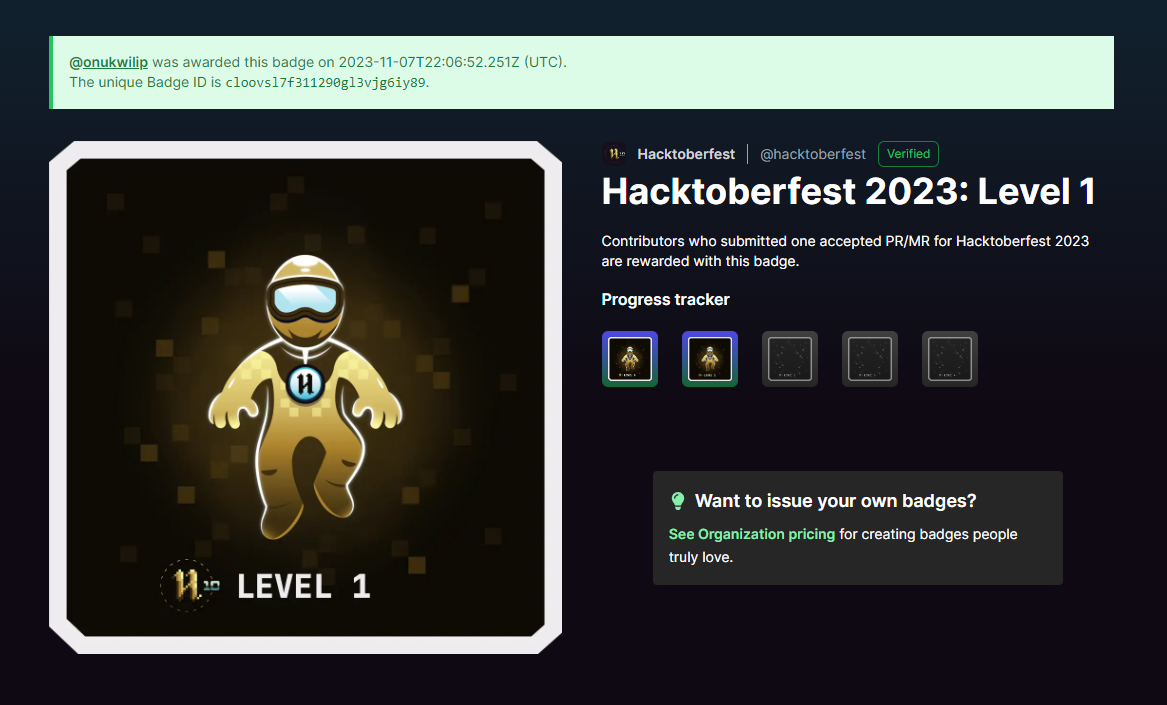 @onukwilip was awarded this badge on 2023-11-07T22:06:52.251Z (UTC).
The unique Badge ID is cloovsl7f311290gl3vjg6iy89.
Hacktoberfest | @hacktoberfest Verified
Hacktoberfest 2023: Level 1
Contributors who submitted one accepted PR/MR for Hacktoberfest 2023
are rewarded with this badge.
Progress tracker
H
H.10 LEVEL 1
Want to issue your own badges?
See Organization pricing for creating badges people
truly love.